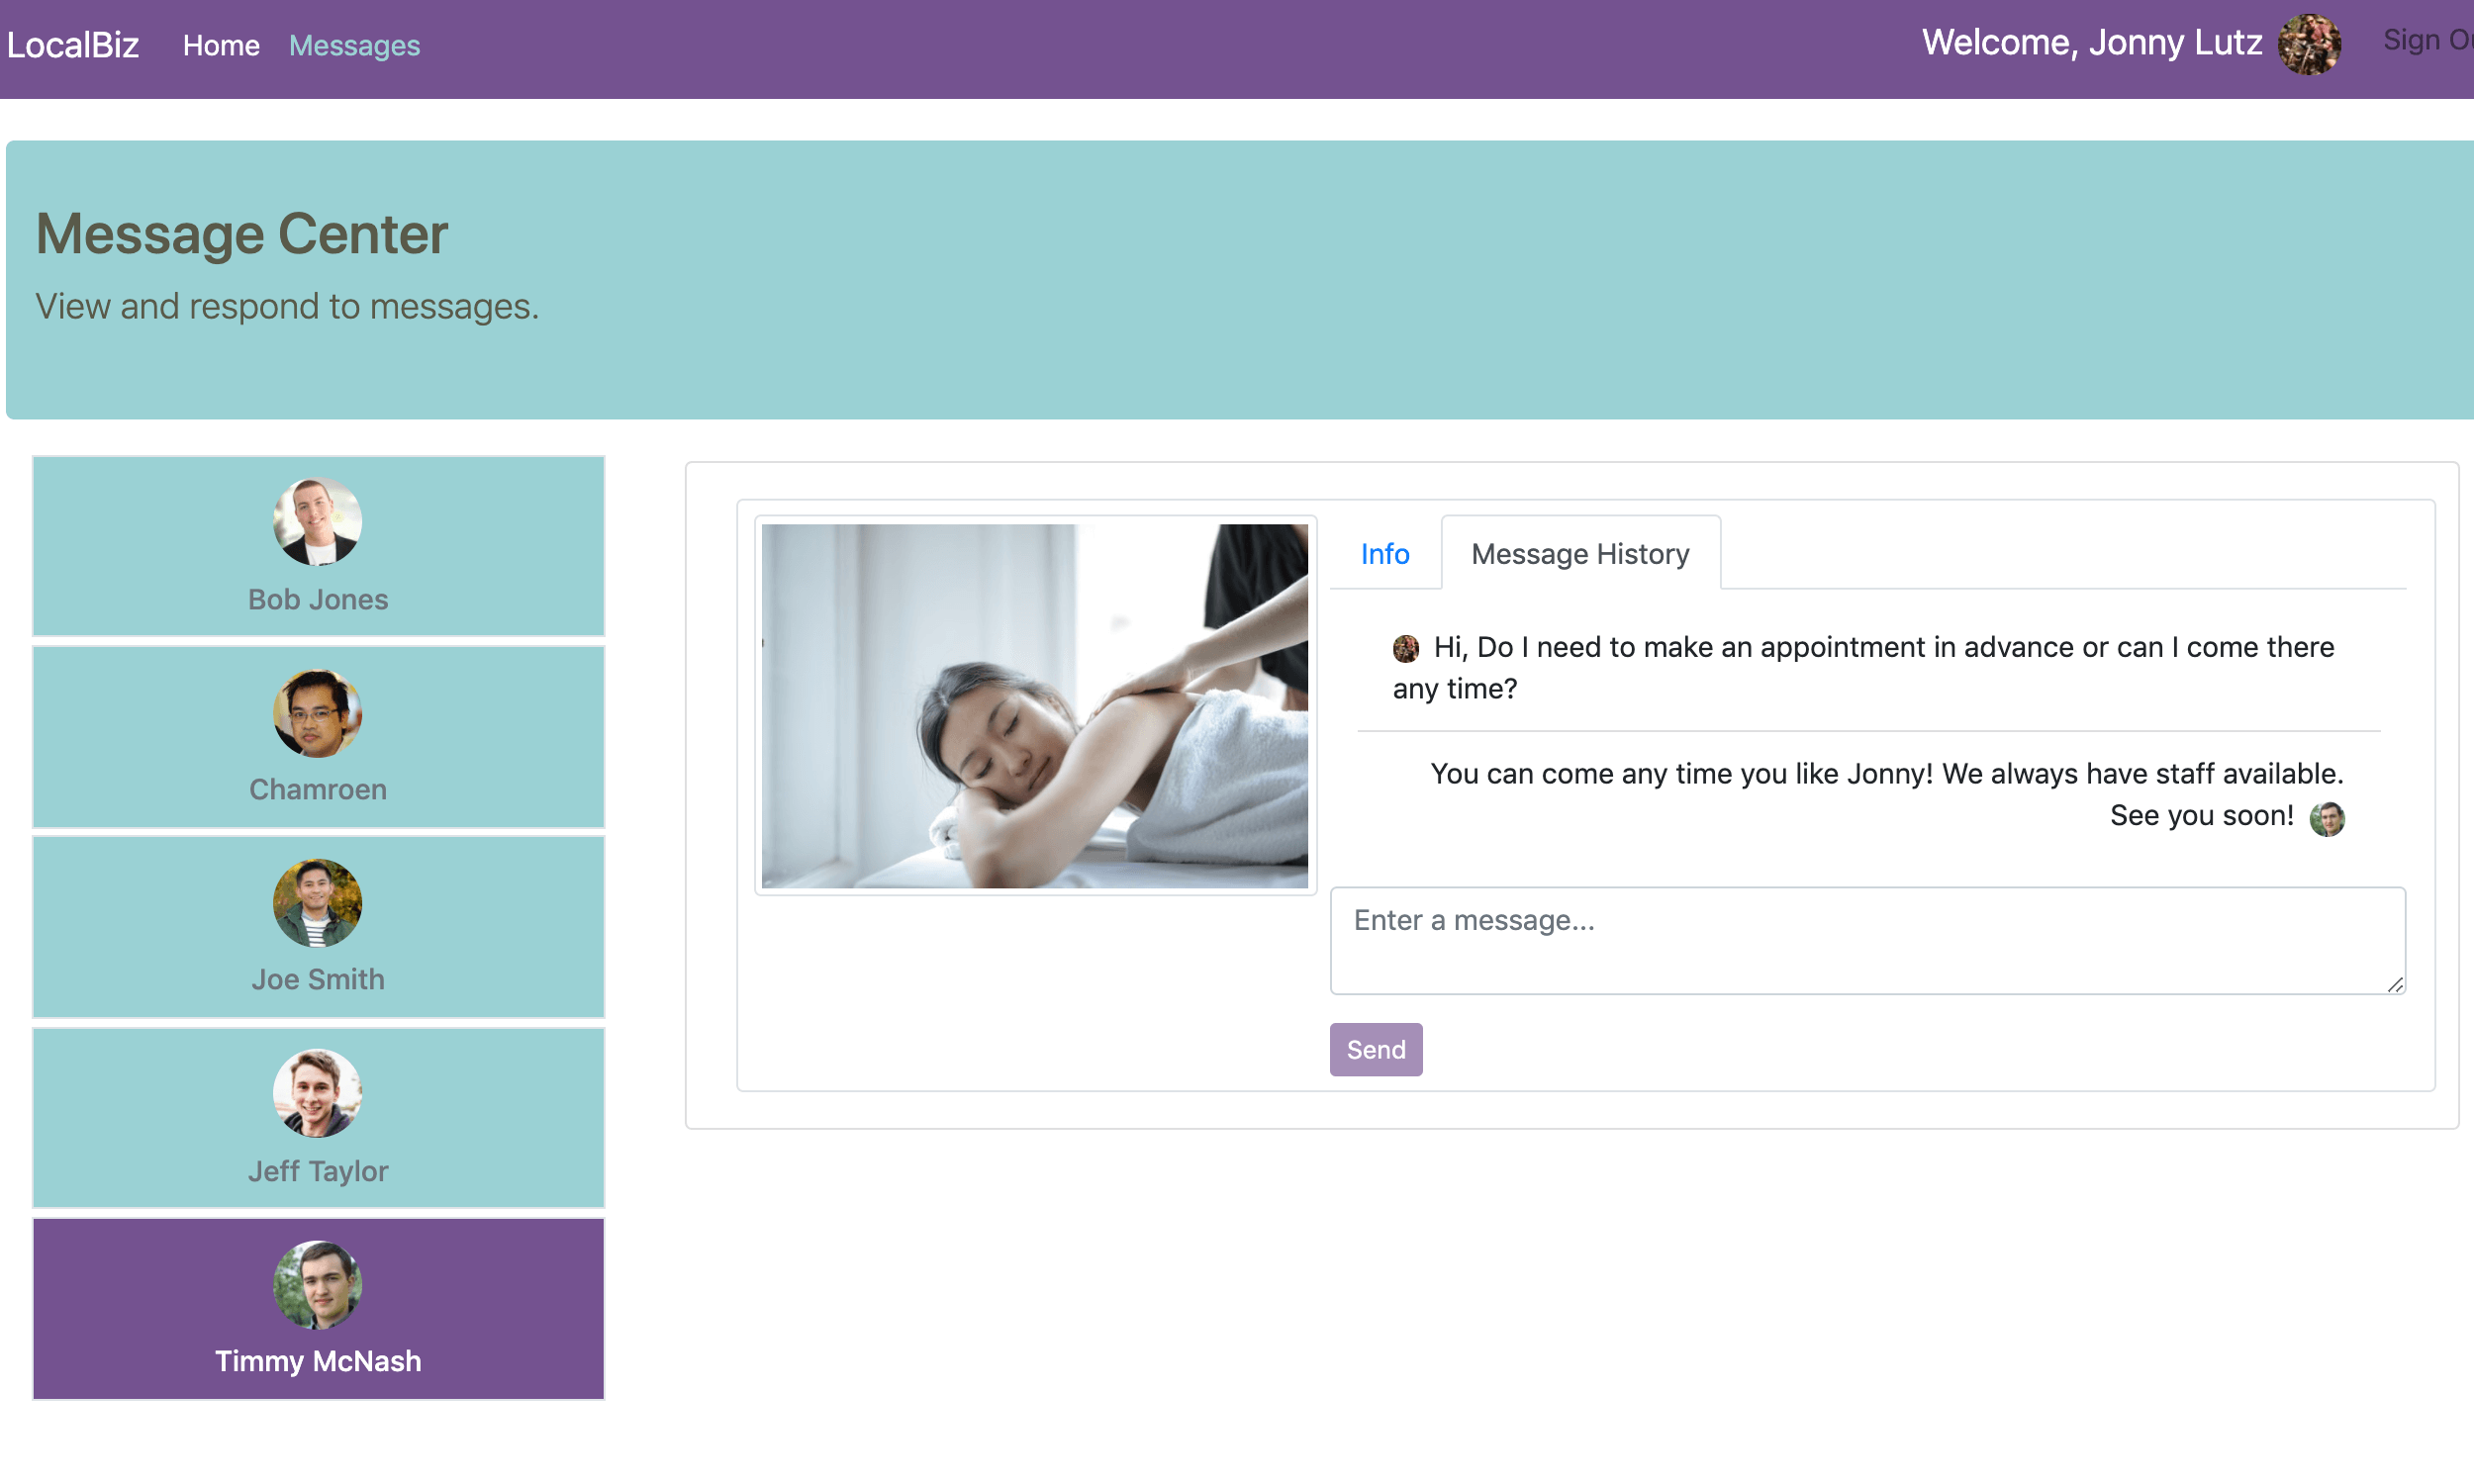 LocalBiz Home Messages Welcome, Jonny Lutz Sign
Message Center
View and respond to messages.
Bob Jones
Chamroen
Joe Smith
Jeff Taylor
Timmy McNash
Info Message History
Hi, Do I need to make an appointment in advance or can I come there
any time?
You can come any time you like Jonny! We always have staff available.
See you soon!
Enter a message...
Send